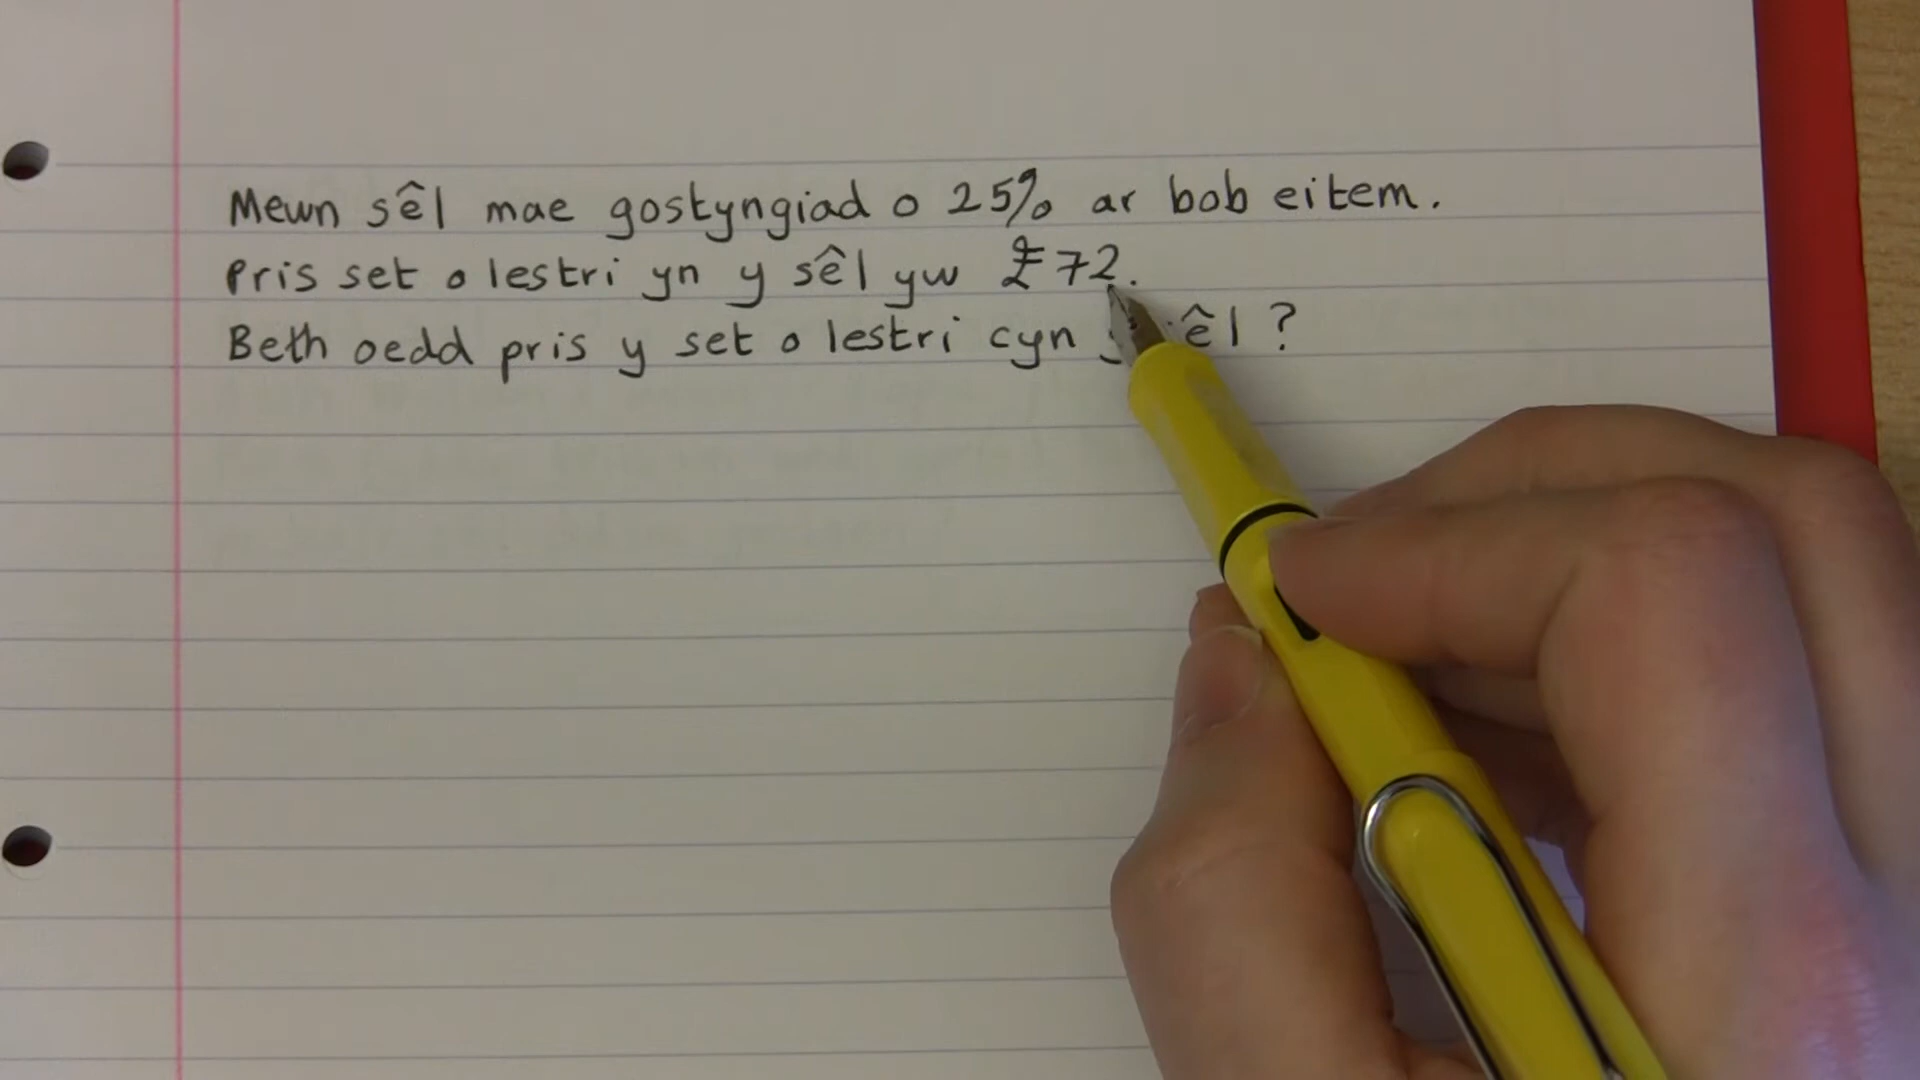 Mewn sêl mae gostyngiad o 25% ar bob eitem.
Pris set o lestri yn y sêl yw £72.
Beth oedd pris y set o lestri cyn y sêl?